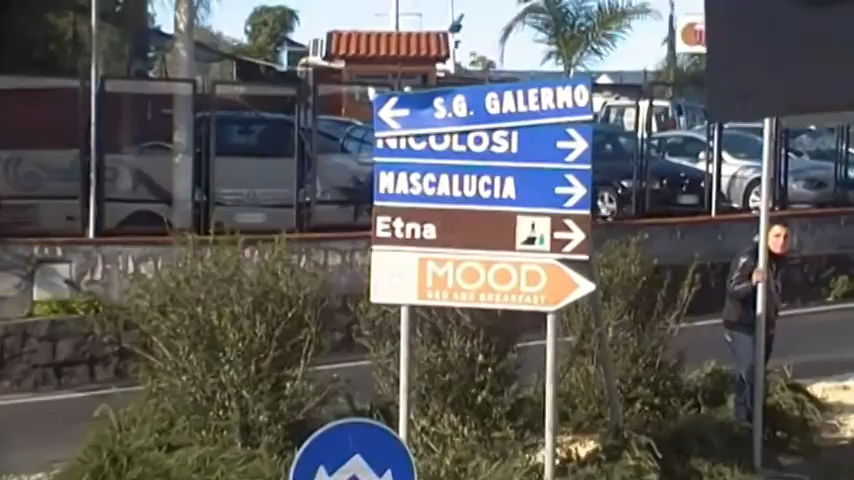 S.G. GALERMO
NICOLOSI
MASCALUCIA
Etna
MOOD
BED AND BREAKFAST